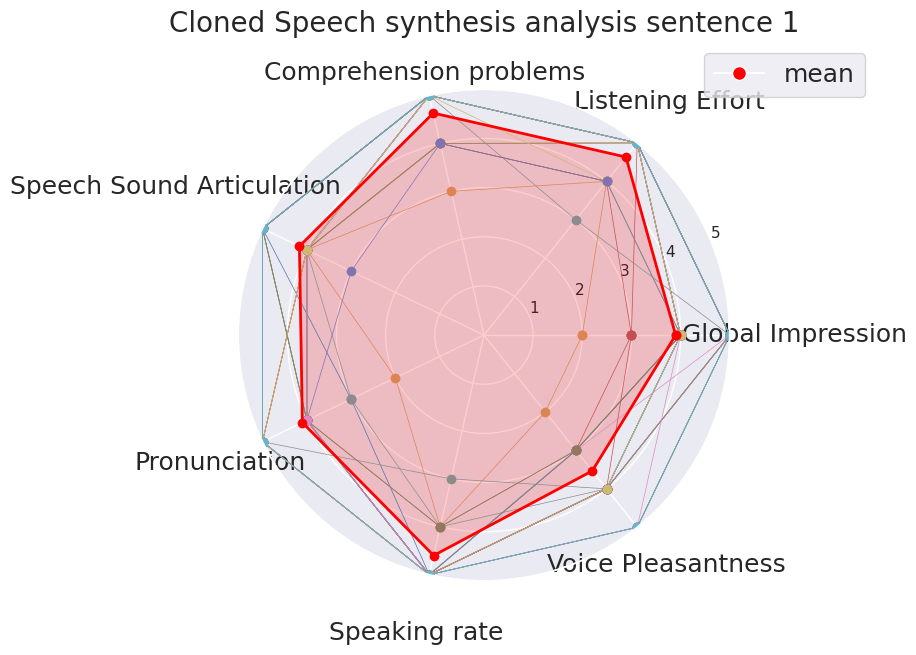 Cloned Speech synthesis analysis sentence 1
mean
Comprehension problems
Listening Effort
Speech Sound Articulation
5
4
3
2
1
Global Impression
Pronunciation
Voice Pleasantness
Speaking rate